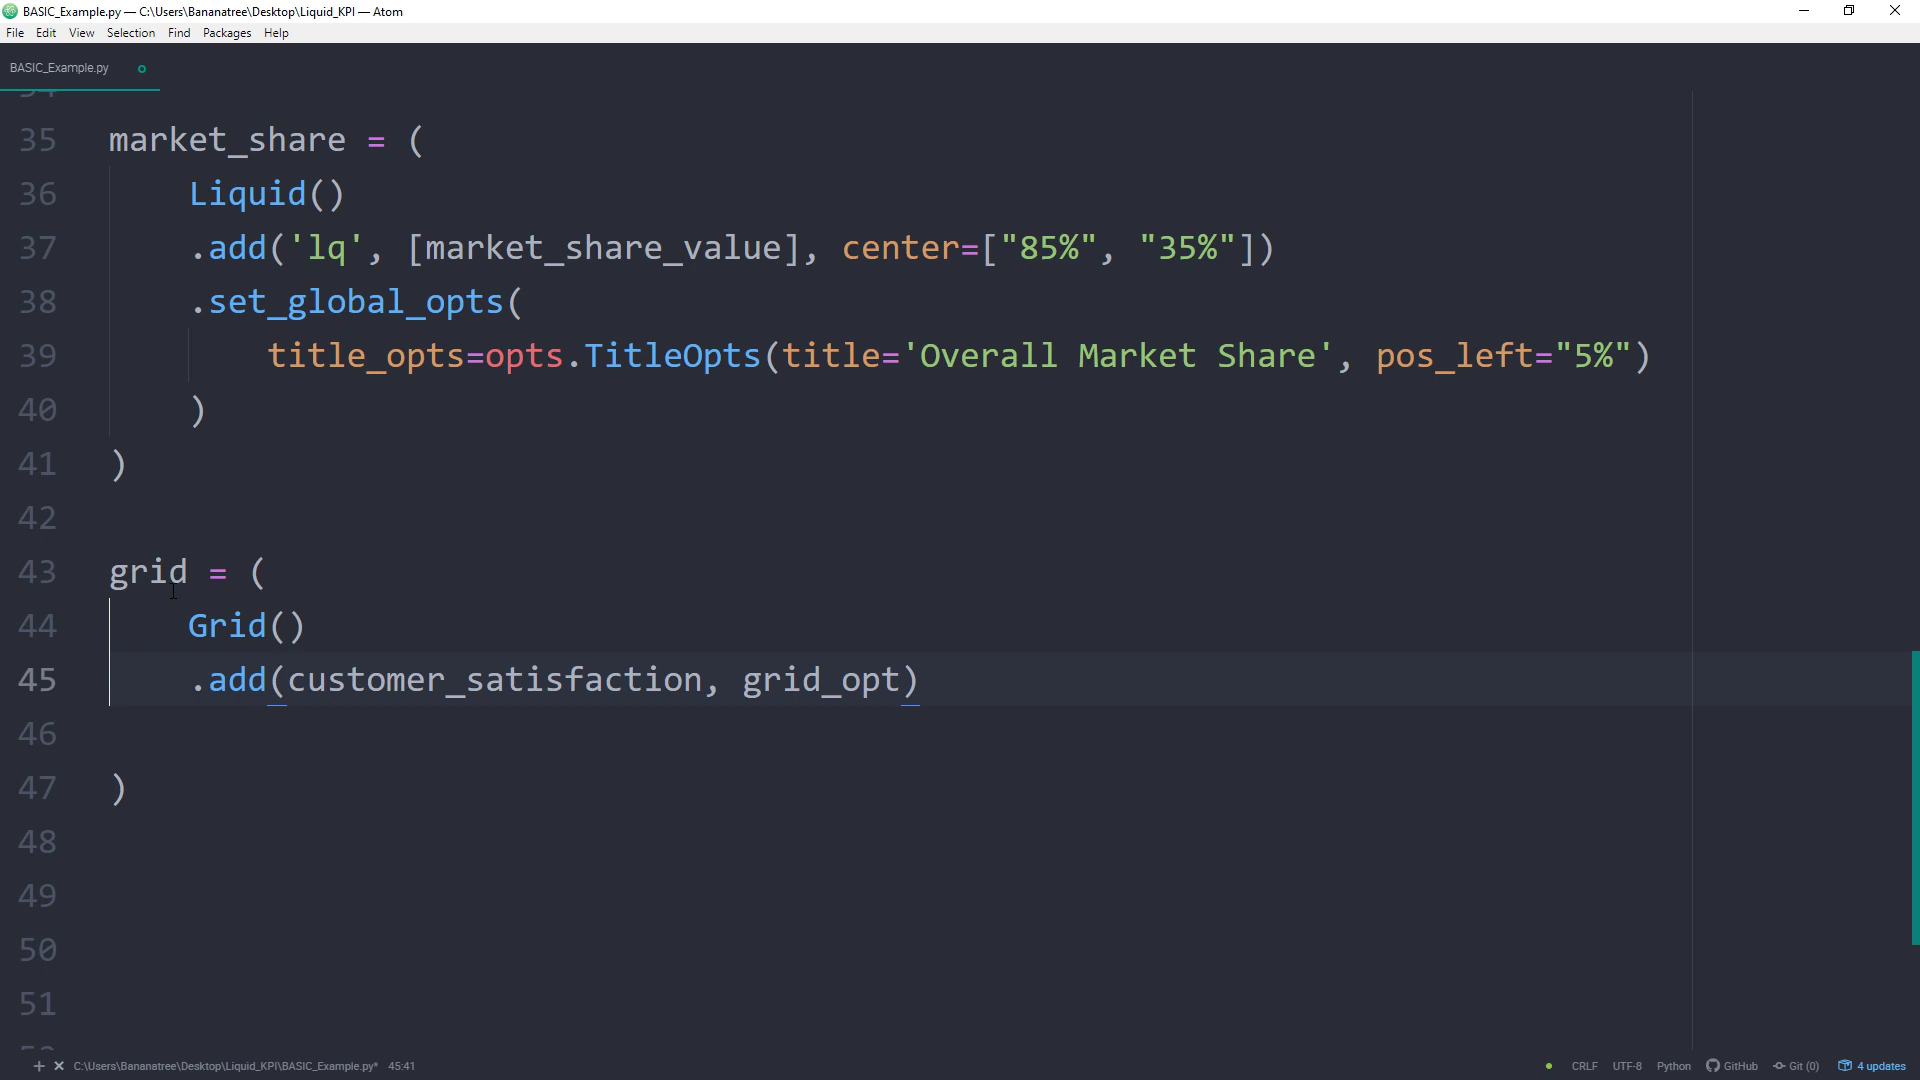 BASIC_Example.py — C:\Users\Bananatree\Desktop\Liquid_KPI — Atom
File Edit View Selection Find Packages Help
BASIC_Example.py
35 market_share = (
36 Liquid()
37 .add('lq', [market_share_value], center=["85%", "35%"])
38 .set_global_opts(
39 title_opts=opts.TitleOpts(title='Overall Market Share', pos_left="5%")
40 )
41 )
42
43 grid = (
44 Grid()
45 .add(customer_satisfaction, grid_opt)
46
47 )
48
49
50
51
C:\Users\Bananatree\Desktop\Liquid_KPI\BASIC_Example.py* 45:41 CRLF UTF-8 Python GitHub Git (0) 4 updates